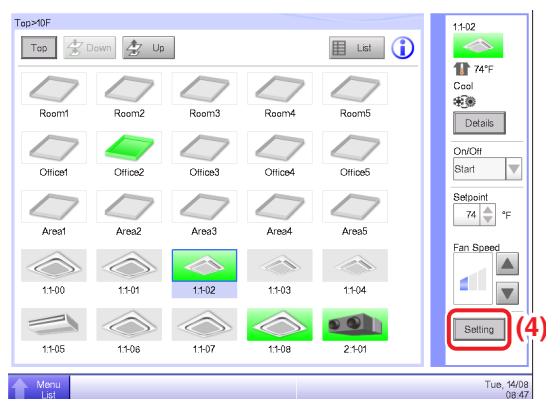 Top>10F
Top Down Up List
Room1 Room2 Room3 Room4 Room5
Office1 Office2 Office3 Office4 Office5
Area1 Area2 Area3 Area4 Area5
1:1-00 1:1-01 1:1-02 1:1-03 1:1-04
1:1-05 1:1-06 1:1-07 1:1-08 2:1-01
1:1-02
74°F
Cool
Details
On/Off
Start
Setpoint
74 °F
Fan Speed
Setting (4)
Menu
List
Tue, 14/08
08:47